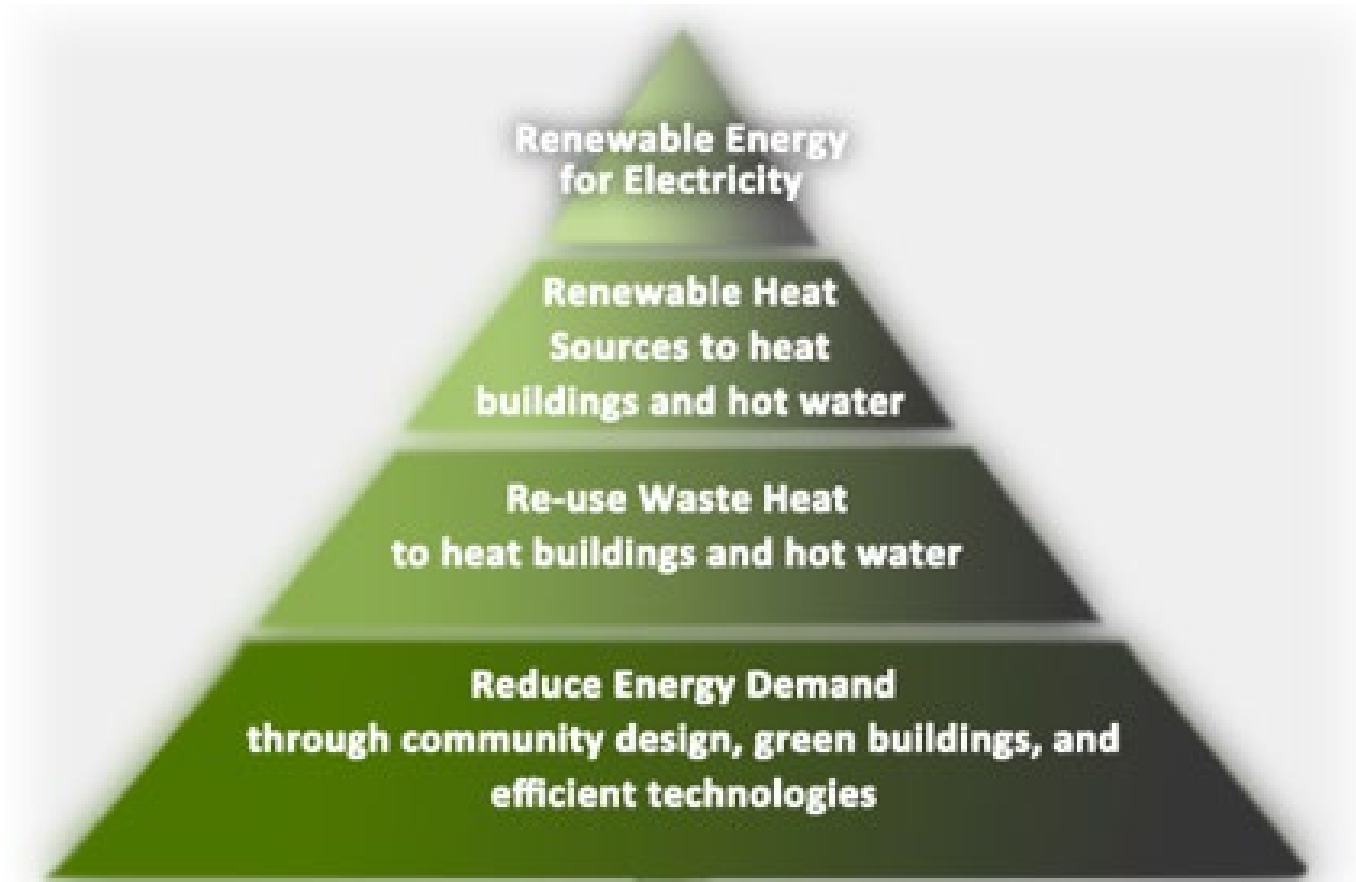 Renewable Energy
for Electricity
Renewable Heat
Sources to heat
buildings and hot water
Re-use Waste Heat
to heat buildings and hot water
Reduce Energy Demand
through community design, green buildings, and
efficient technologies